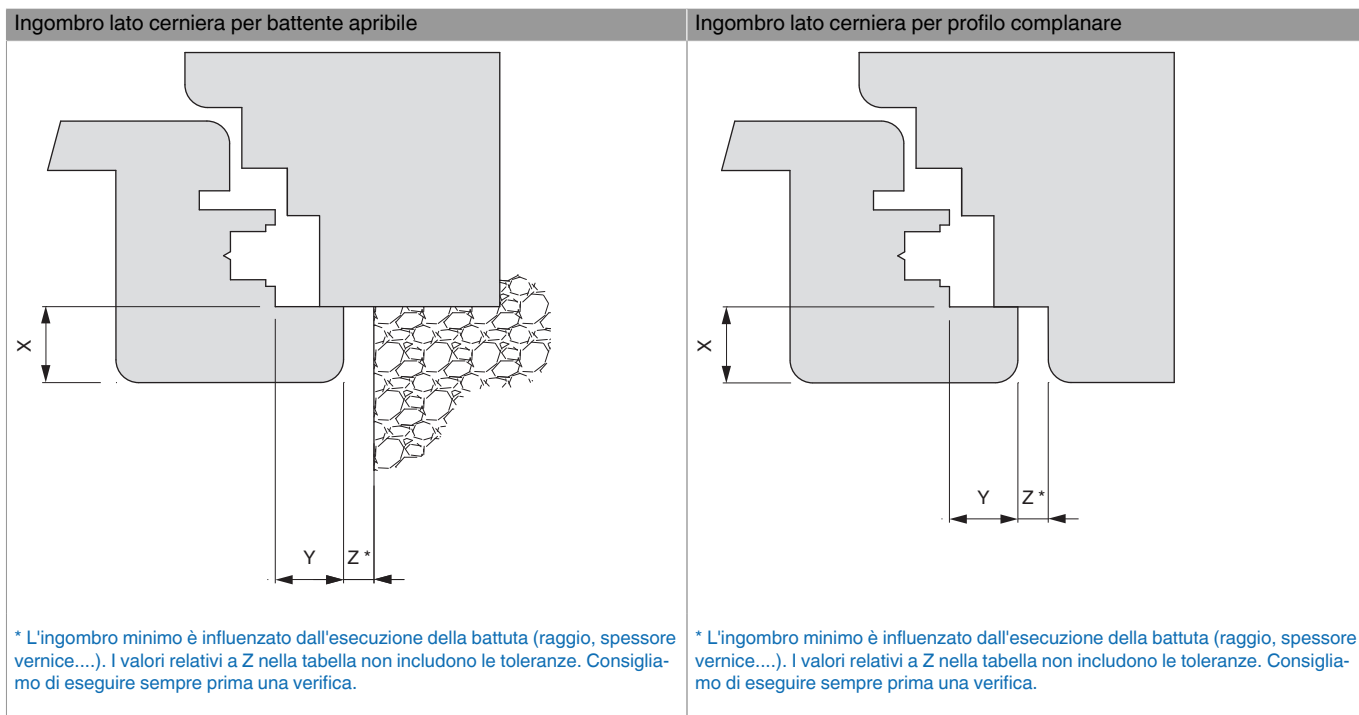 Ingombro lato cerniera per battente apribile
X
Y
Z *
* L'ingombro minimo è influenzato dall'esecuzione della battuta (raggio, spessore
vernice....). I valori relativi a Z nella tabella non includono le toleranze. Consiglia-
mo di eseguire sempre prima una verifica.
Ingombro lato cerniera per profilo complanare
X
Y
Z *
* L'ingombro minimo è influenzato dall'esecuzione della battuta (raggio, spessore
vernice....). I valori relativi a Z nella tabella non includono le toleranze. Consiglia-
mo di eseguire sempre prima una verifica.